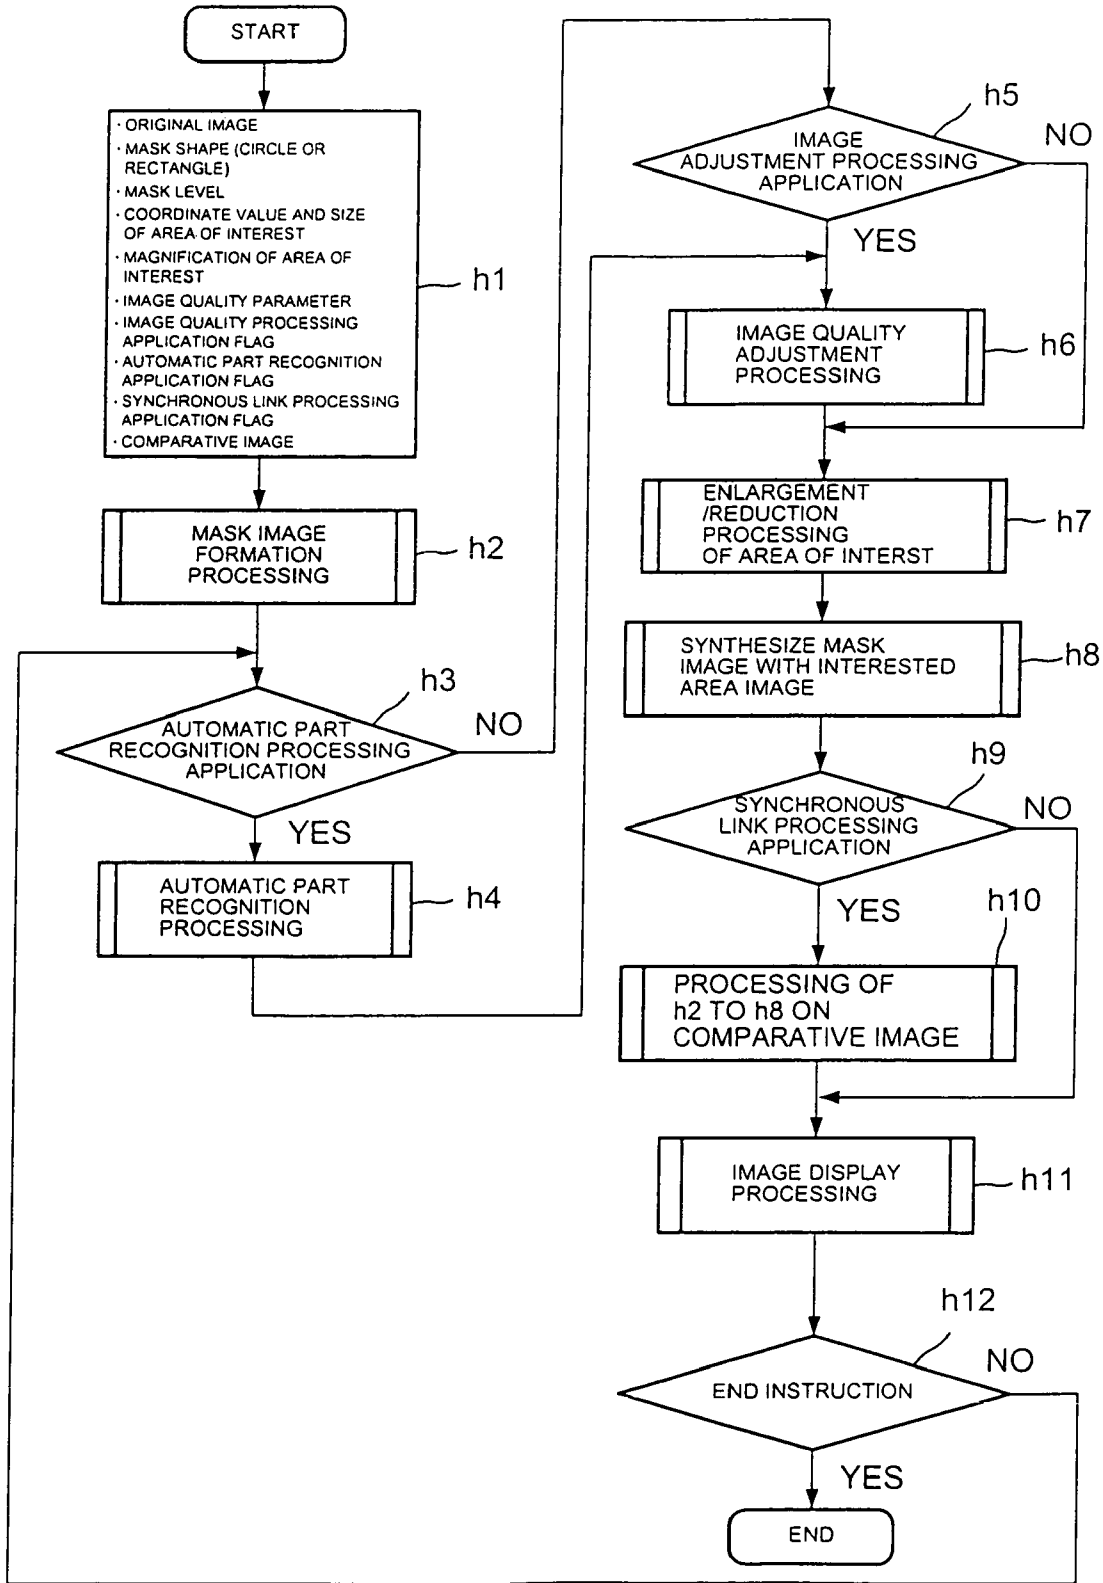 START
· ORIGINAL IMAGE
· MASK SHAPE (CIRCLE OR
RECTANGLE)
· MASK LEVEL
· COORDINATE VALUE AND SIZE
OF AREA OF INTEREST
· MAGNIFICATION OF AREA OF
INTEREST
· IMAGE QUALITY PARAMETER
· IMAGE QUALITY PROCESSING
APPLICATION FLAG
· AUTOMATIC PART RECOGNITION
APPLICATION FLAG
· SYNCHRONOUS LINK PROCESSING
APPLICATION FLAG
· COMPARATIVE IMAGE
h1
MASK IMAGE
FORMATION
PROCESSING
h2
h3
AUTOMATIC PART
RECOGNITION PROCESSING
APPLICATION
NO
YES
AUTOMATIC PART
RECOGNITION
PROCESSING
h4
h5
IMAGE
ADJUSTMENT PROCESSING
APPLICATION
NO
YES
IMAGE QUALITY
ADJUSTMENT
PROCESSING
h6
ENLARGEMENT
/REDUCTION
PROCESSING
OF AREA OF INTERST
h7
SYNTHESIZE MASK
IMAGE WITH INTERESTED
AREA IMAGE
h8
h9
SYNCHRONOUS
LINK PROCESSING
APPLICATION
NO
YES
h10
PROCESSING OF
h2 TO h8 ON
COMPARATIVE IMAGE
IMAGE DISPLAY
PROCESSING
h11
h12
END INSTRUCTION
NO
YES
END